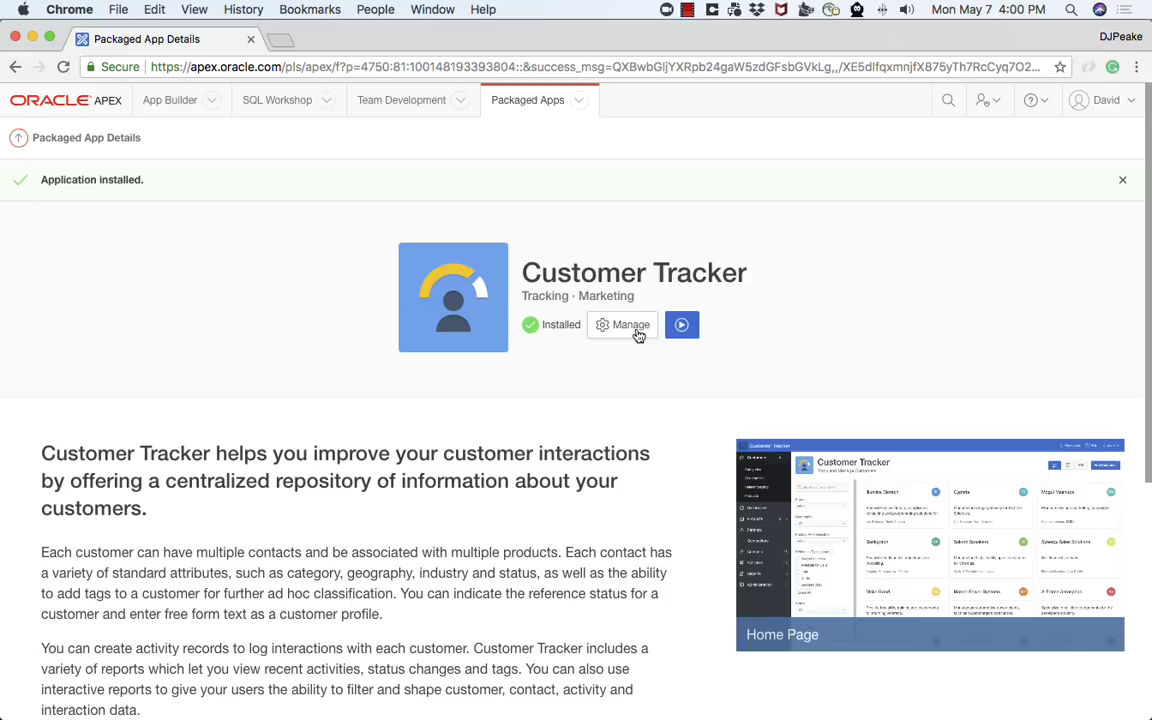 Chrome File Edit View History Bookmarks People Window Help Mon May 7 4:00 PM
Packaged App Details DJPeake
Secure https://apex.oracle.com/pls/apex/f?p=4750:81:100148193393804::&success_msg=QXBwbGljYXRpb24gaW5zdGFsbGVkLg,,/XE5dlfqxmnjfX875yTh7RcCyq7O2...
ORACLE APEX App Builder SQL Workshop Team Development Packaged Apps David
Packaged App Details
Application installed.
Customer Tracker
Tracking · Marketing
Installed Manage
Customer Tracker helps you improve your customer interactions
by offering a centralized repository of information about your
customers.
Each customer can have multiple contacts and be associated with multiple products. Each contact has
a variety of standard attributes, such as category, geography, industry and status, as well as the ability
to add tags to a customer for further ad hoc classification. You can indicate the reference status for a
customer and enter free form text as a customer profile.
You can create activity records to log interactions with each customer. Customer Tracker includes a
variety of reports which let you view recent activities, status changes and tags. You can also use
interactive reports to give your users the ability to filter and shape customer, contact, activity and
interaction data.
Customer Tracker
Customer Tracker
Home Page